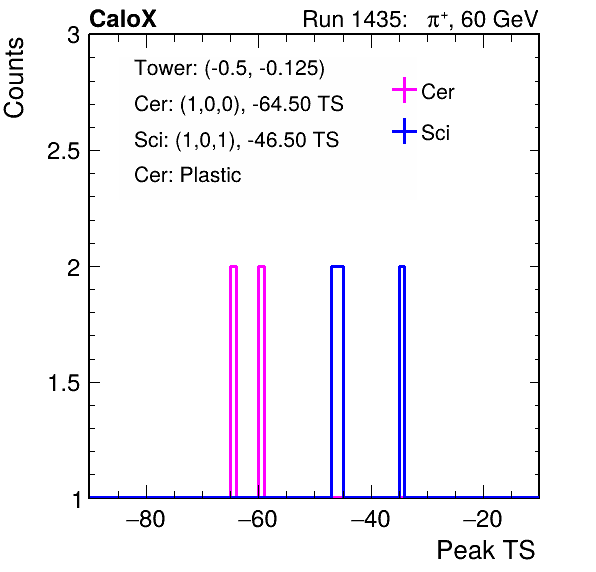 CaloX Run 1435: π⁺, 60 GeV
Counts
3
2.5
2
1.5
1
Tower: (-0.5, -0.125)
Cer: (1,0,0), -64.50 TS
Sci: (1,0,1), -46.50 TS
Cer: Plastic
Cer
Sci
−80 −60 −40 −20
Peak TS